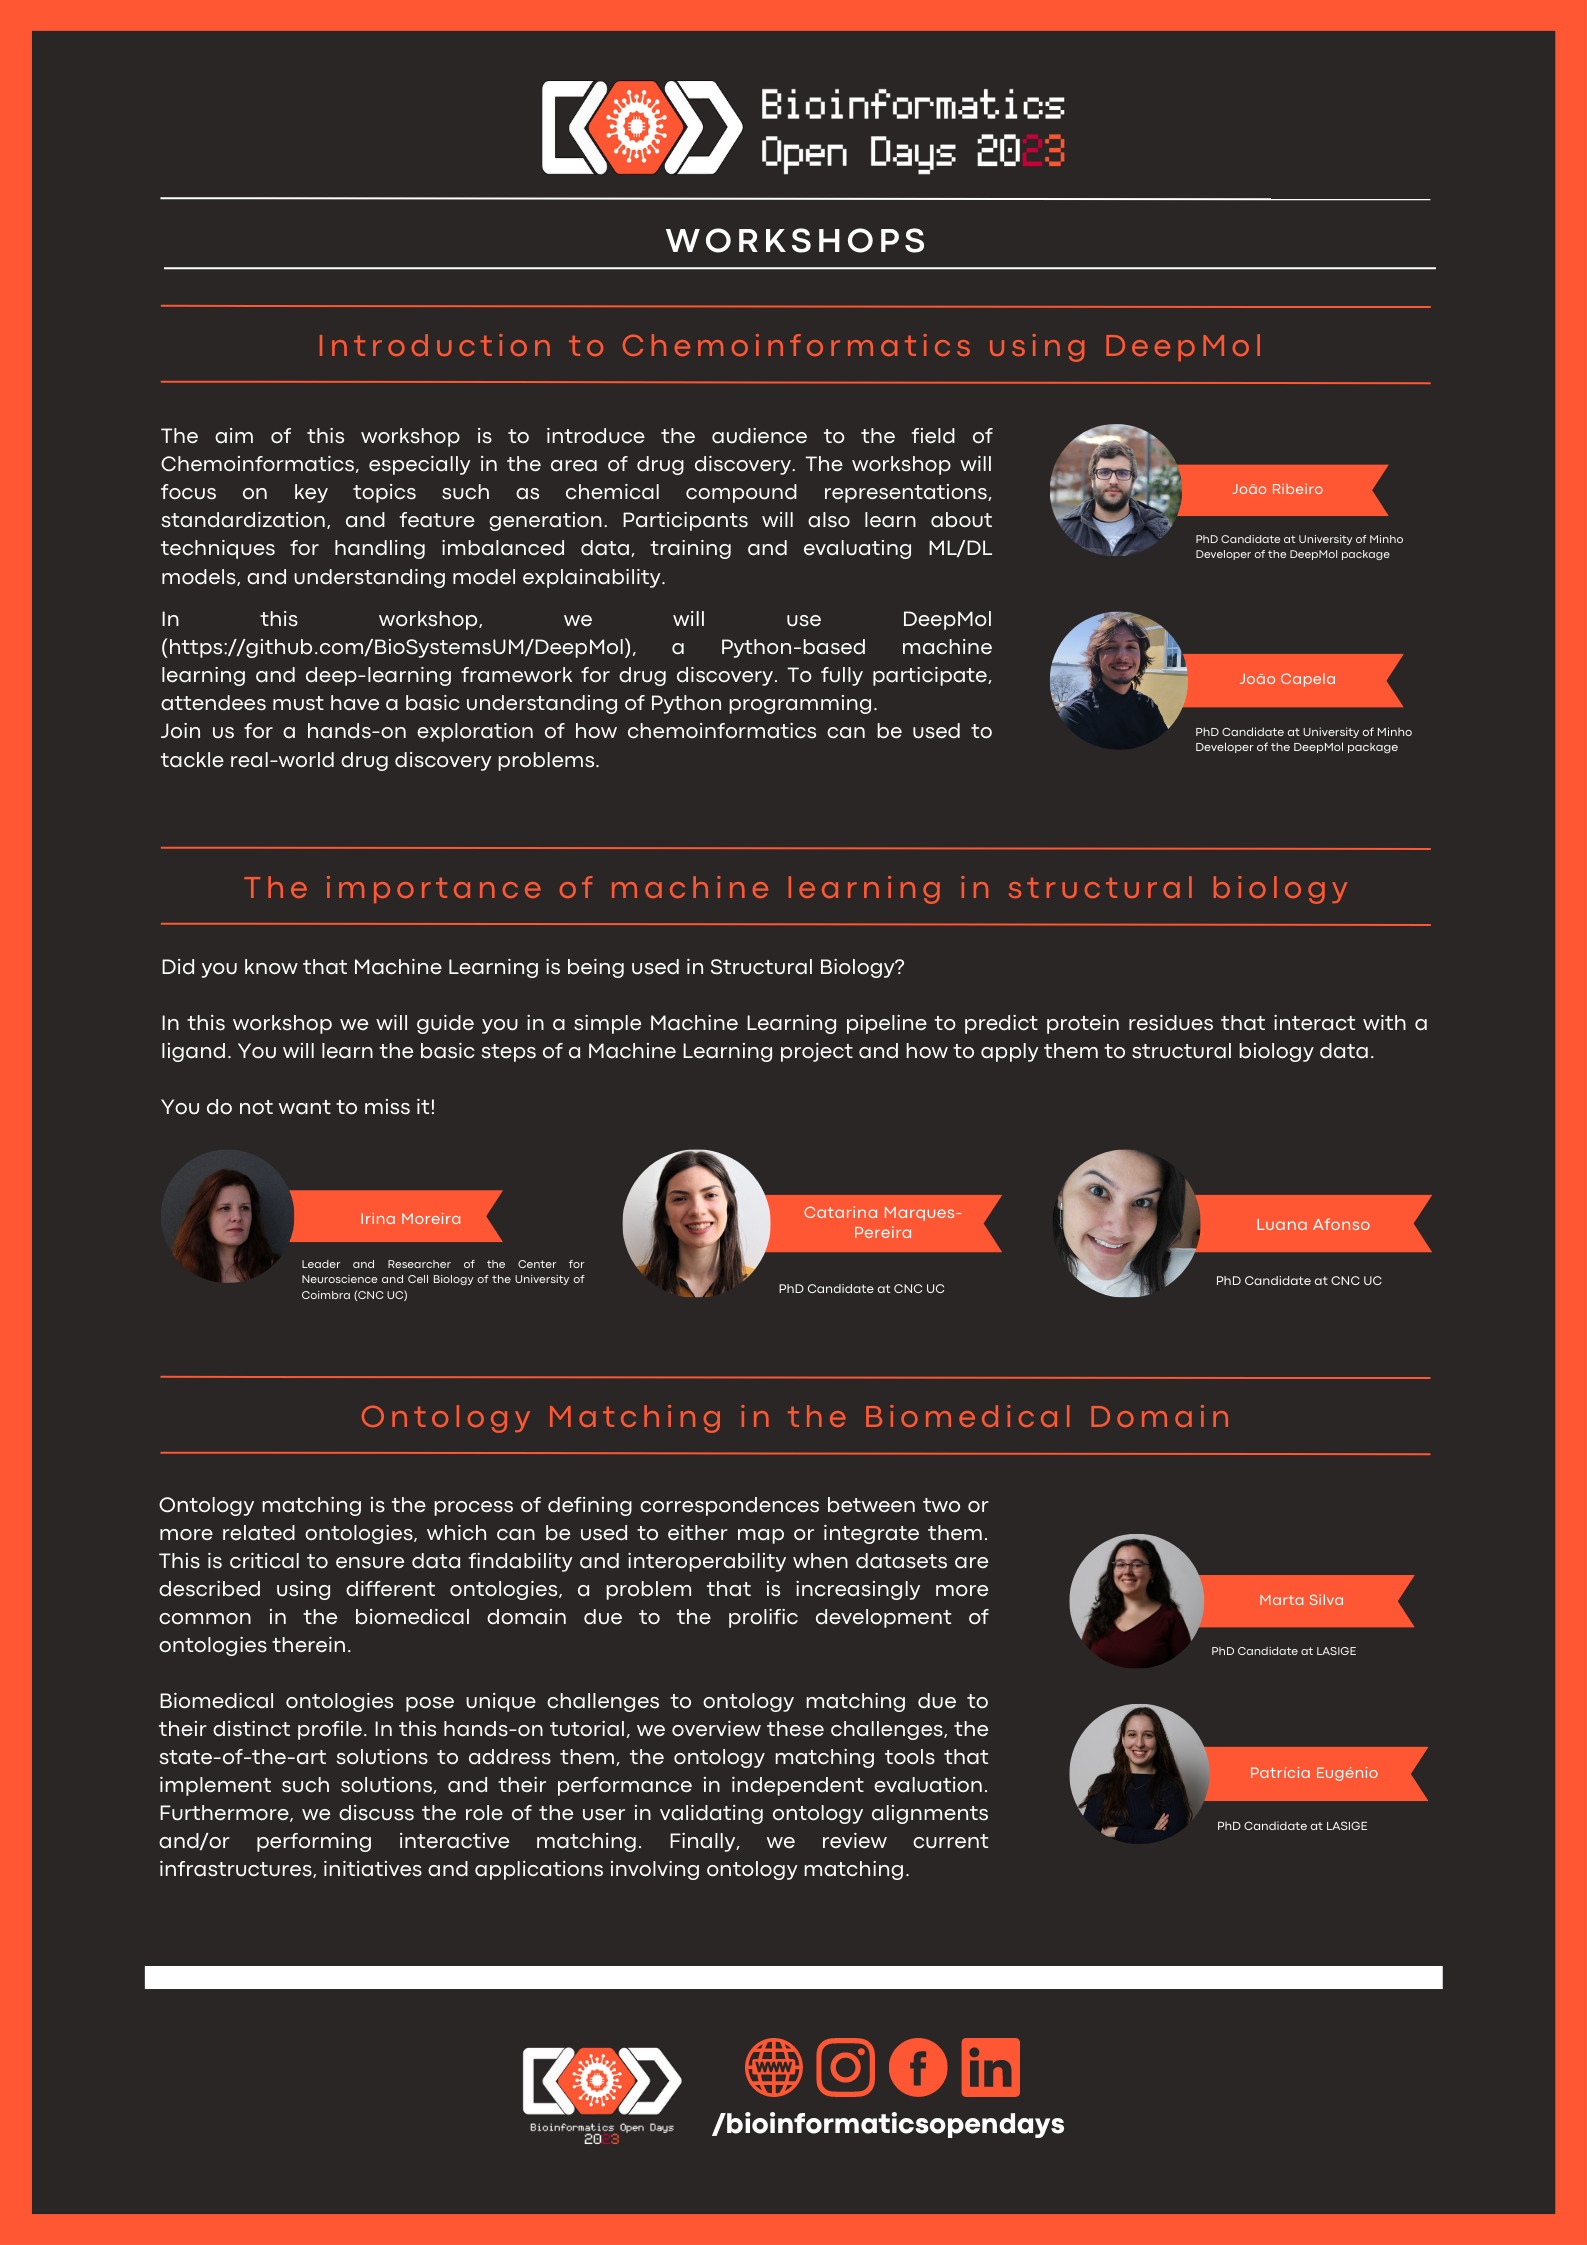 Bioinformatics
Open Days 2023
WORKSHOPS
Introduction to Chemoinformatics using DeepMol
The aim of this workshop is to introduce the audience to the field of
Chemoinformatics, especially in the area of drug discovery. The workshop will
focus on key topics such as chemical compound representations,
standardization, and feature generation. Participants will also learn about
techniques for handling imbalanced data, training and evaluating ML/DL
models, and understanding model explainability.
In this workshop, we will use DeepMol
(https://github.com/BioSystemsUM/DeepMol), a Python-based machine
learning and deep-learning framework for drug discovery. To fully participate,
attendees must have a basic understanding of Python programming.
Join us for a hands-on exploration of how chemoinformatics can be used to
tackle real-world drug discovery problems.
João Ribeiro
PhD Candidate at University of Minho
Developer of the DeepMol package
João Capela
PhD Candidate at University of Minho
Developer of the DeepMol package
The importance of machine learning in structural biology
Did you know that Machine Learning is being used in Structural Biology?
In this workshop we will guide you in a simple Machine Learning pipeline to predict protein residues that interact with a
ligand. You will learn the basic steps of a Machine Learning project and how to apply them to structural biology data.
You do not want to miss it!
Irina Moreira
Leader and Researcher of the Center for
Neuroscience and Cell Biology of the University of
Coimbra (CNC UC)
Catarina Marques-
Pereira
PhD Candidate at CNC UC
Luana Afonso
PhD Candidate at CNC UC
Ontology Matching in the Biomedical Domain
Ontology matching is the process of defining correspondences between two or
more related ontologies, which can be used to either map or integrate them.
This is critical to ensure data findability and interoperability when datasets are
described using different ontologies, a problem that is increasingly more
common in the biomedical domain due to the prolific development of
ontologies therein.
Biomedical ontologies pose unique challenges to ontology matching due to
their distinct profile. In this hands-on tutorial, we overview these challenges, the
state-of-the-art solutions to address them, the ontology matching tools that
implement such solutions, and their performance in independent evaluation.
Furthermore, we discuss the role of the user in validating ontology alignments
and/or performing interactive matching. Finally, we review current
infrastructures, initiatives and applications involving ontology matching.
Marta Silva
PhD Candidate at LASIGE
Patrícia Eugénio
PhD Candidate at LASIGE
Bioinformatics Open Days
2023
www
f
in
/bioinformaticsopendays